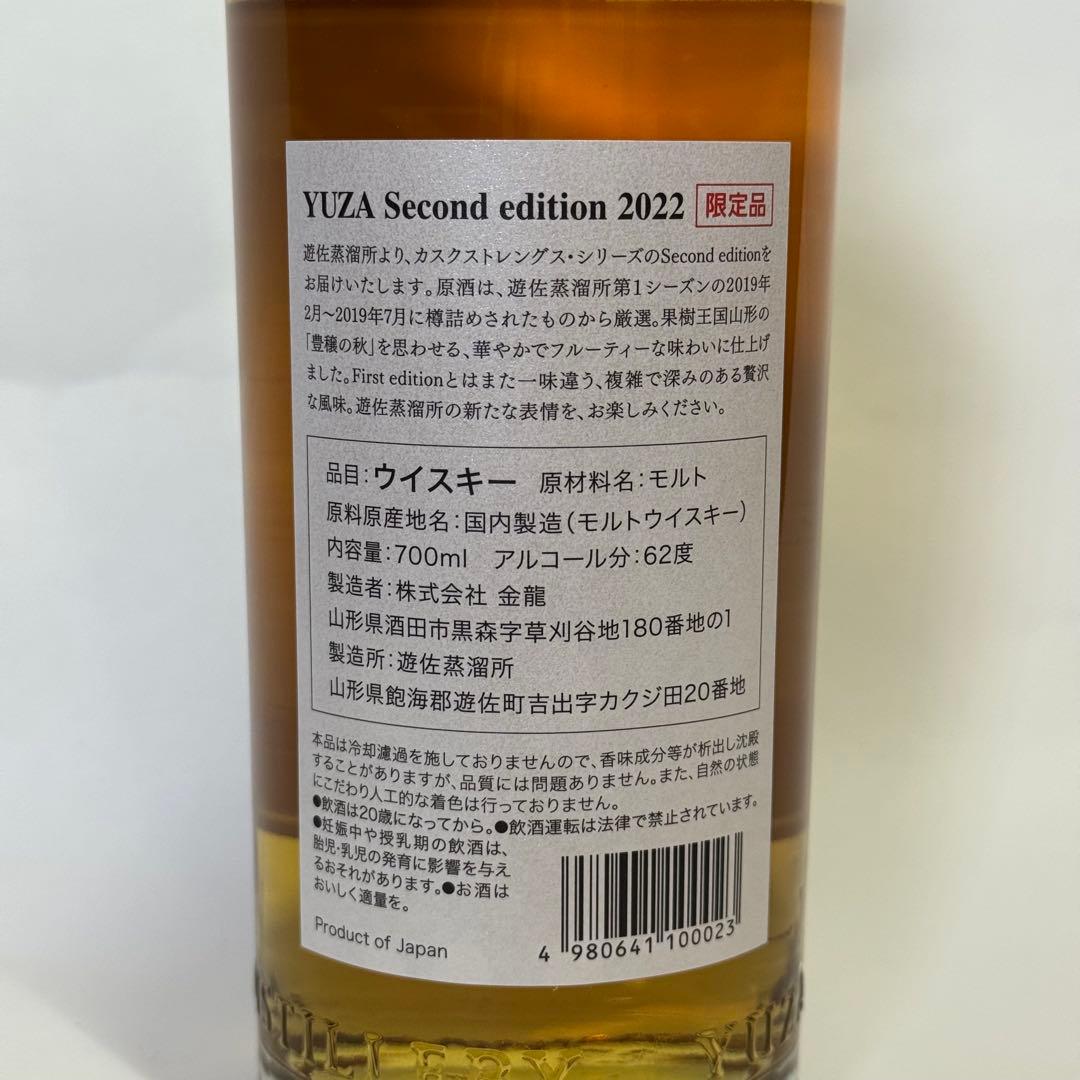 YUZA Second edition 2022 限定品
遊佐蒸溜所より、カスクストレングス・シリーズのSecond editionを
お届けいたします。原酒は、遊佐蒸溜所第1シーズンの2019年
2月〜2019年7月に樽詰めされたものから厳選。果樹王国山形の
「豊穣の秋」を思わせる、華やかでフルーティーな味わいに仕上げ
ました。First editionとはまた一味違う、複雑で深みのある贅沢
な風味。遊佐蒸溜所の新たな表情を、お楽しみください。
品目:ウイスキー 原材料名:モルト
原料原産地名:国内製造(モルトウイスキー)
内容量:700ml アルコール分:62度
製造者:株式会社 金龍
山形県酒田市黒森字草刈谷地180番地の1
製造所:遊佐蒸溜所
山形県飽海郡遊佐町吉出字カクジ田20番地
本品は冷却濾過を施しておりませんので、香味成分等が析出し沈殿
することがありますが、品質には問題ありません。また、自然の状態
にこだわり人工的な着色は行っておりません。
●飲酒は20歳になってから。●飲酒運転は法律で禁止されています。
●妊娠中や授乳期の飲酒は、
胎児・乳児の発育に影響を与え
るおそれがあります。●お酒は
おいしく適量を。
Product of Japan
4 980641 100023
STILLERY YUZA